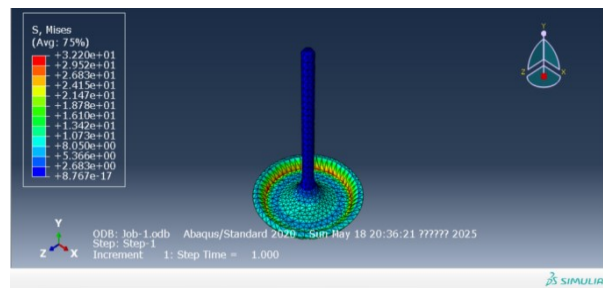 S, Mises
(Avg: 75%)
+3.220e+01
+2.952e+01
+2.683e+01
+2.415e+01
+2.147e+01
+1.878e+01
+1.610e+01
+1.342e+01
+1.073e+01
+8.050e+00
+5.366e+00
+2.683e+00
+8.767e-17
Y
Z X
Y
Z X
ODB: Job-1.odb Abaqus/Standard 2020 Sun May 18 20:36:21 ?????? 2025
Step: Step-1
Increment 1: Step Time = 1.000
SIMULIA